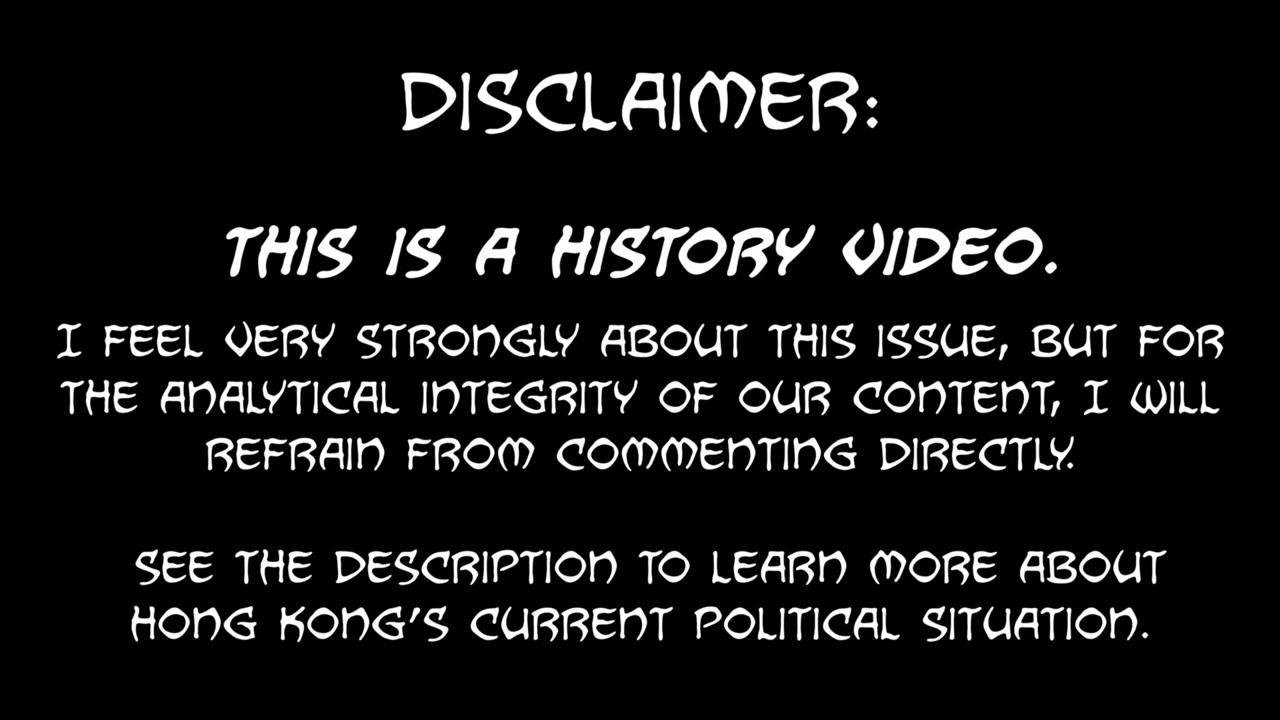 DISCLAIMER:
THIS IS A HISTORY VIDEO.
I FEEL VERY STRONGLY ABOUT THIS ISSUE, BUT FOR
THE ANALYTICAL INTEGRITY OF OUR CONTENT, I WILL
REFRAIN FROM COMMENTING DIRECTLY.
SEE THE DESCRIPTION TO LEARN MORE ABOUT
HONG KONG'S CURRENT POLITICAL SITUATION.